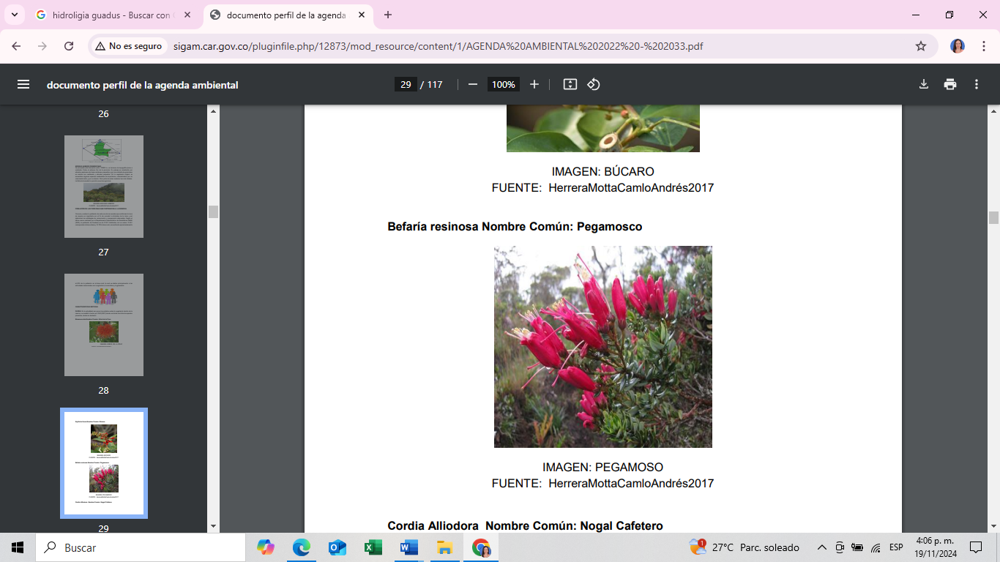 hidroligia guadus - Buscar con
documento perfil de la agenda
No es seguro
sigam.car.gov.co/pluginfile.php/12873/mod_resource/content/1/AGENDA%20AMBIENTAL%202022%20-%202033.pdf
documento perfil de la agenda ambiental
29 / 117
100%
26
27
28
29
IMAGEN: BÚCARO
FUENTE: HerreraMottaCamloAndrés2017
Befaría resinosa Nombre Común: Pegamosco
IMAGEN: PEGAMOSO
FUENTE: HerreraMottaCamloAndrés2017
Cordia Alliodora Nombre Común: Nogal Cafetero
Buscar
1
27°C Parc. soleado
ESP
4:06 p. m.
19/11/2024